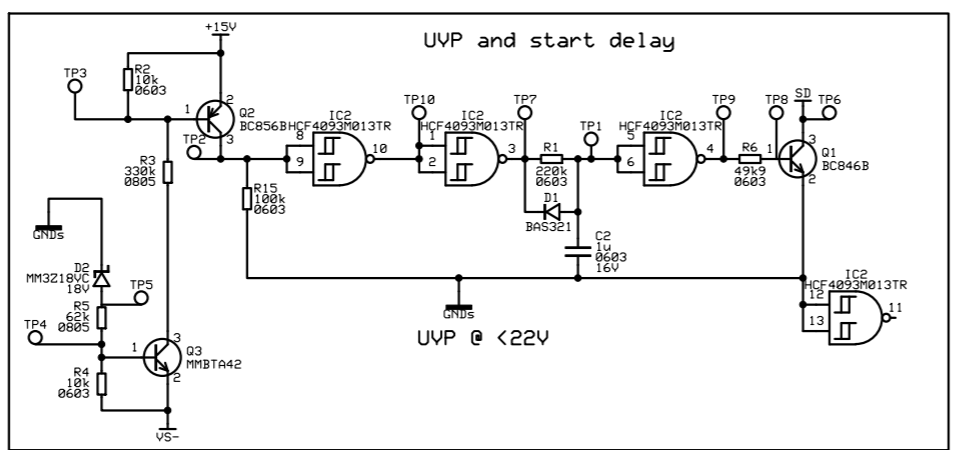 UVP and start delay
+15V
TP3
R2
10k
0603
1
2
3
Q2
BC856B
TP2
R3
330k
0805
R15
100k
0603
IC2
HCF4093M013TR
8
9
10
TP10
IC2
HCF4093M013TR
1
2
3
TP7
R1
220k
0603
D1
BAS321
TP1
C2
1u
0603
16V
IC2
HCF4093M013TR
5
6
4
TP9
R6
49k9
0603
TP8
1
SD
TP6
3
Q1
BC846B
2
GNDs
D2
MM3Z18VC
18V
TP5
R5
62k
0805
TP4
1
3
Q3
MMBTA42
2
R4
10k
0603
VS-
GNDs
UVP @ <22V
IC2
HCF4093M013TR
12
13
11